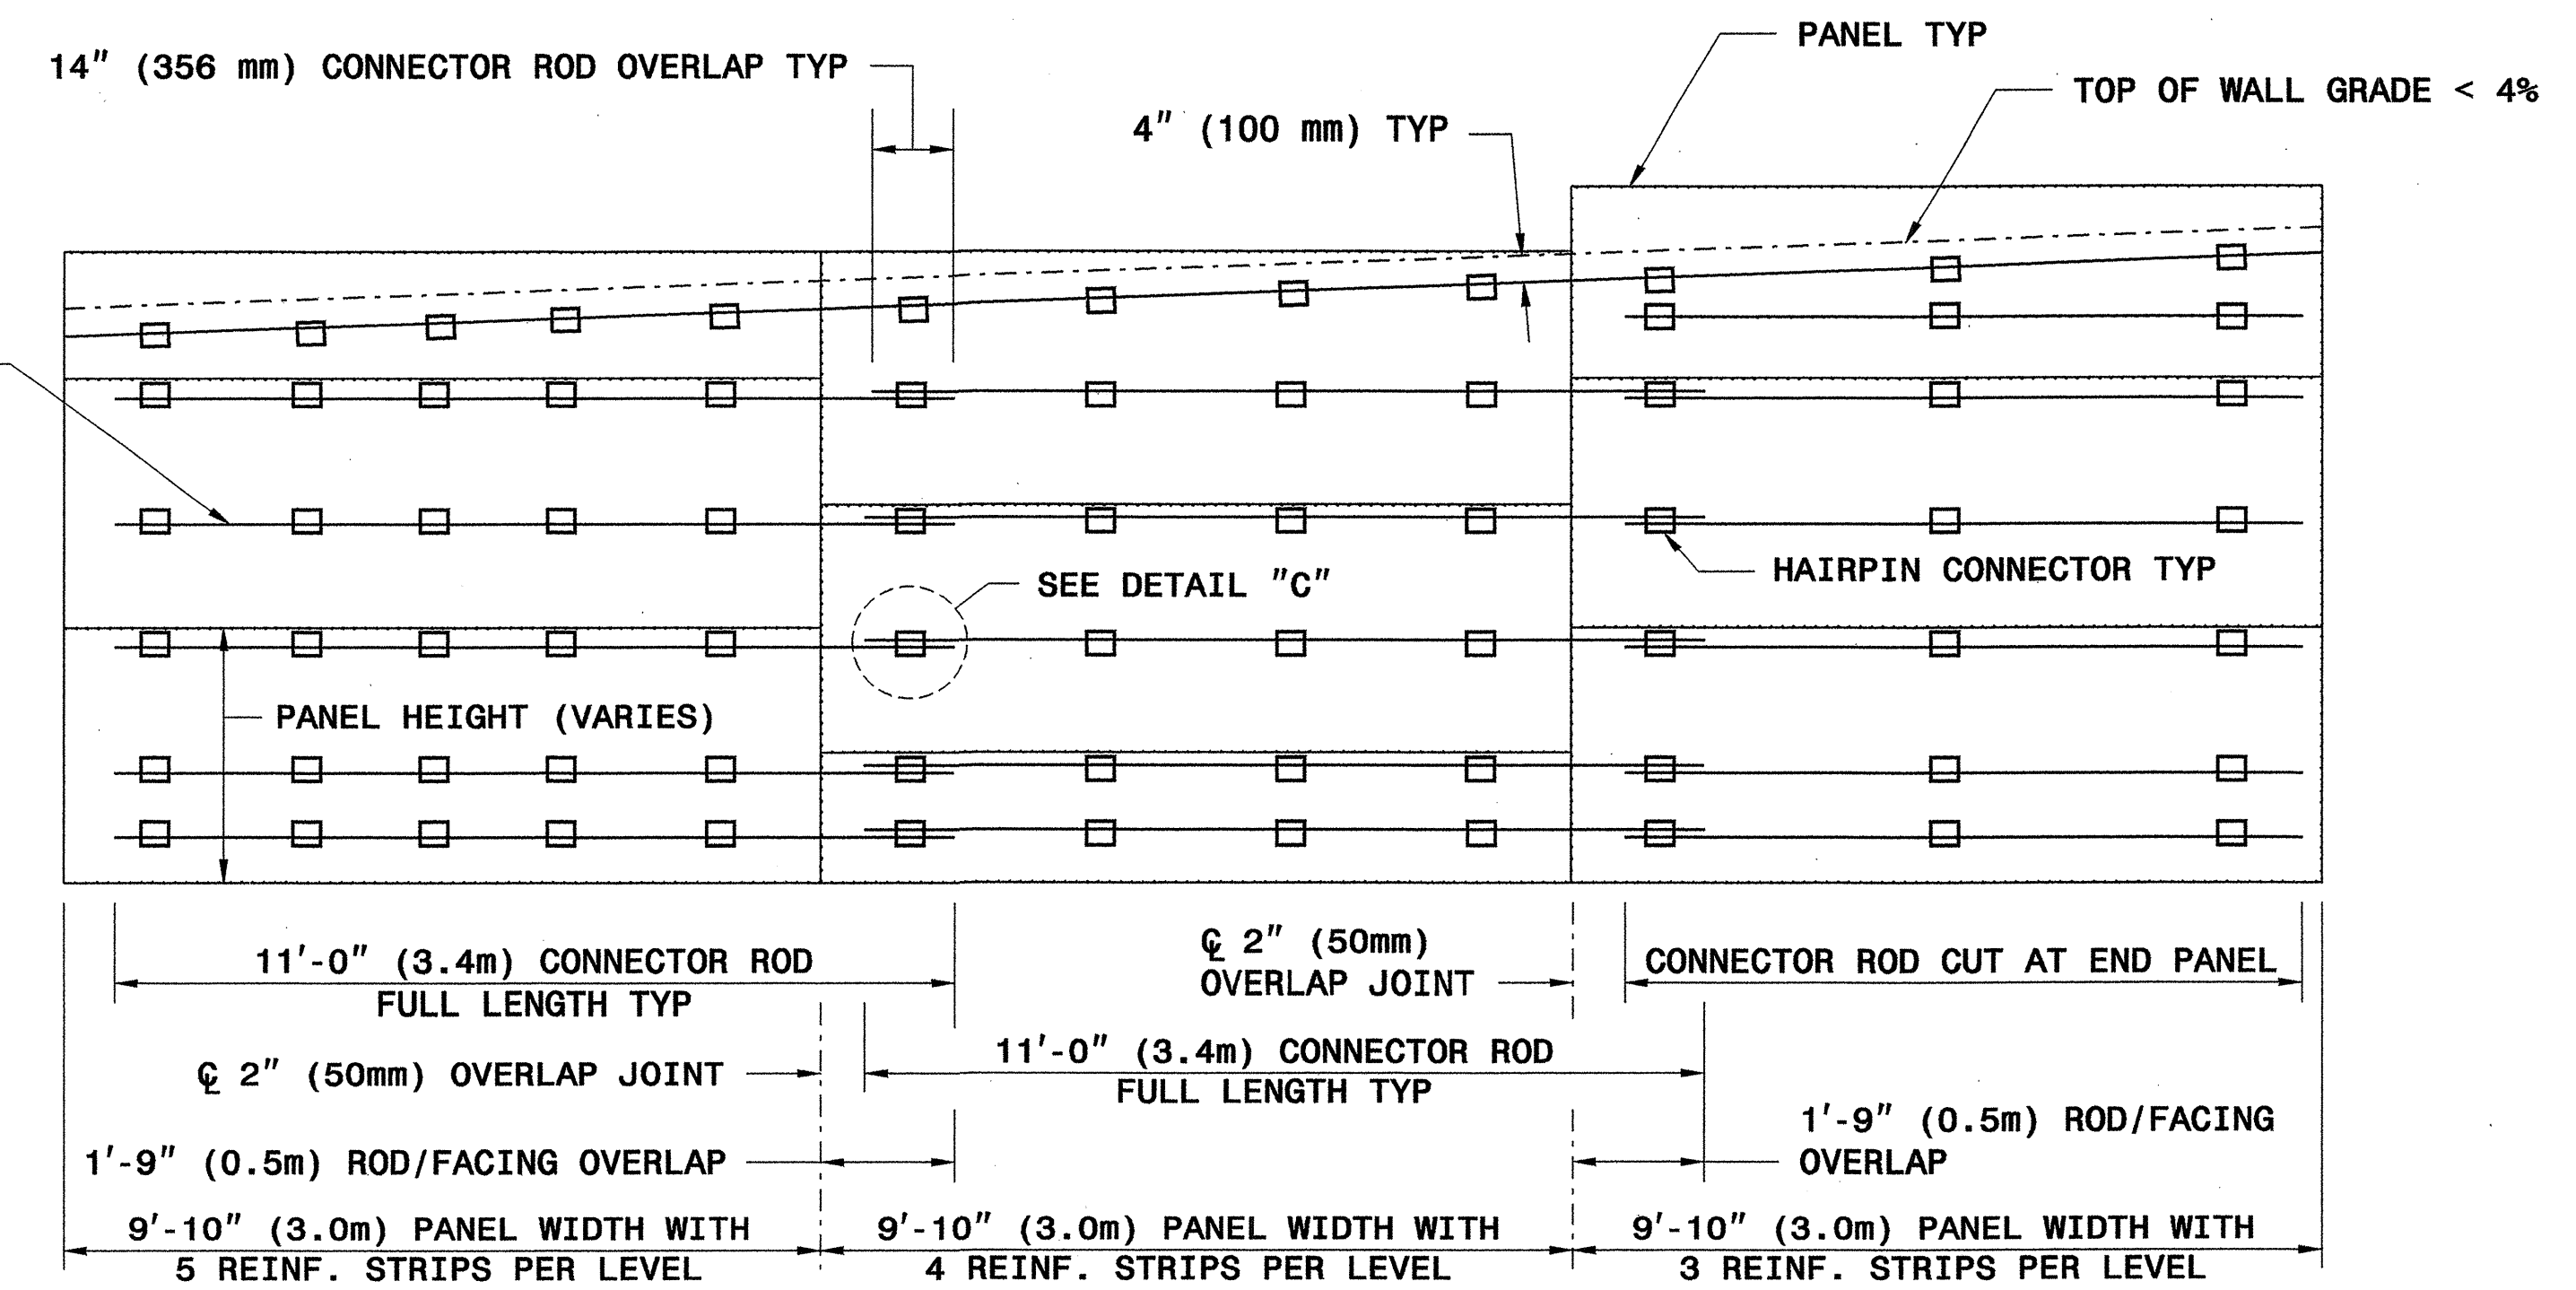 PANEL TYP
14" (356 mm) CONNECTOR ROD OVERLAP TYP
TOP OF WALL GRADE < 4%
4" (100 mm) TYP
HAIRPIN CONNECTOR TYP
SEE DETAIL "C"
PANEL HEIGHT (VARIES)
11'-0" (3.4m) CONNECTOR ROD
FULL LENGTH TYP
℄ 2" (50mm)
OVERLAP JOINT
CONNECTOR ROD CUT AT END PANEL
11'-0" (3.4m) CONNECTOR ROD
FULL LENGTH TYP
℄ 2" (50mm) OVERLAP JOINT
1'-9" (0.5m) ROD/FACING
OVERLAP
1'-9" (0.5m) ROD/FACING OVERLAP
9'-10" (3.0m) PANEL WIDTH WITH
5 REINF. STRIPS PER LEVEL
9'-10" (3.0m) PANEL WIDTH WITH
4 REINF. STRIPS PER LEVEL
9'-10" (3.0m) PANEL WIDTH WITH
3 REINF. STRIPS PER LEVEL